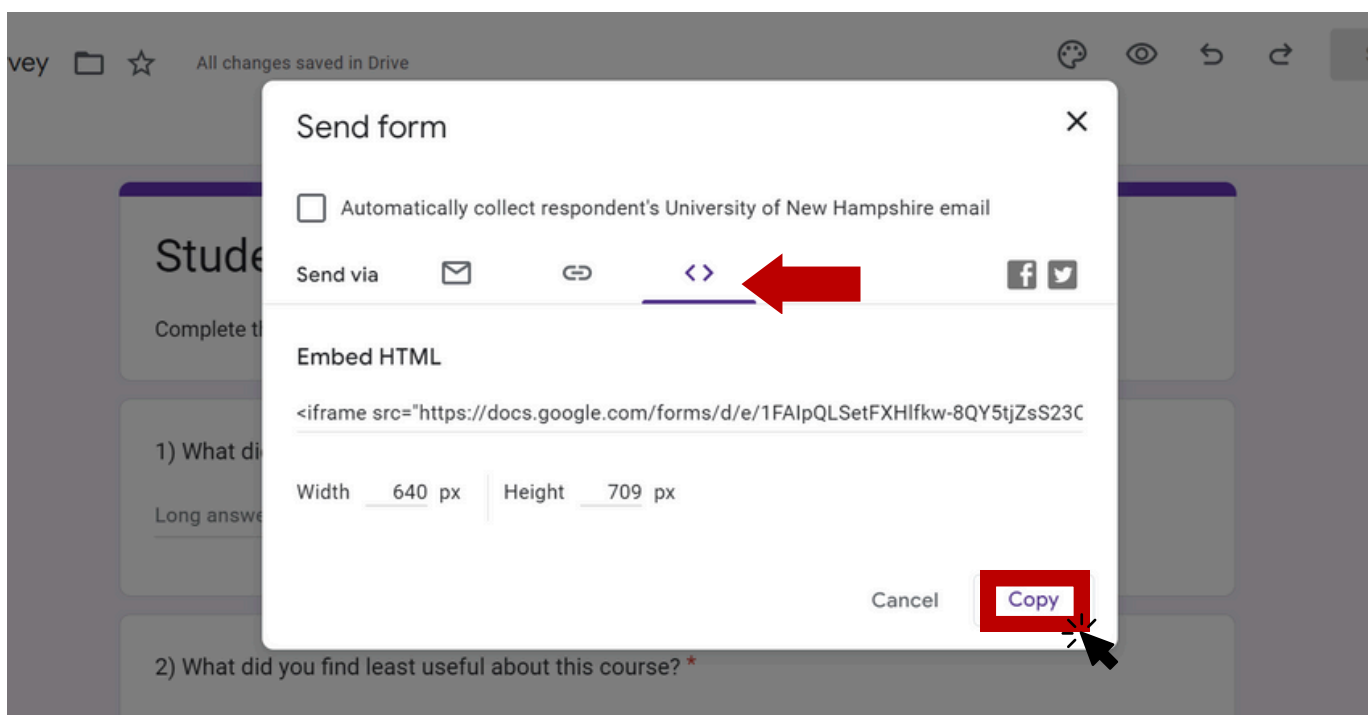 vey All changes saved in Drive
Send form
Automatically collect respondent's University of New Hampshire email
Stude
Send via
Complete t
Embed HTML
<iframe src="https://docs.google.com/forms/d/e/1FAIpQLSetFXHlfkw-8QY5tjZsS23C
1) What di
Width 640 px Height 709 px
Long answe
Cancel Copy
2) What did you find least useful about this course? *